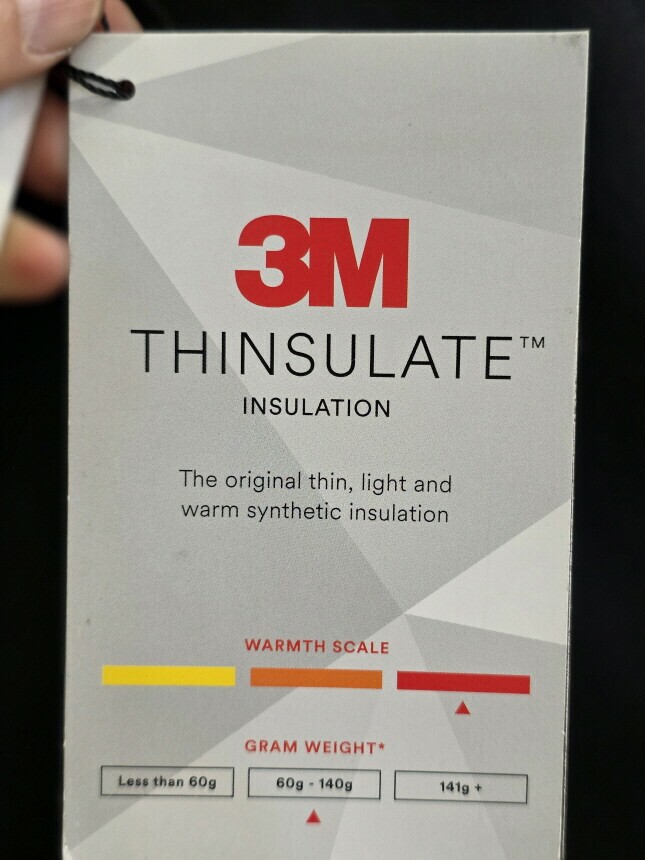 3M
THINSULATE™
INSULATION
The original thin, light and
warm synthetic insulation
WARMTH SCALE
GRAM WEIGHT*
Less than 60g
60g - 140g
141g +